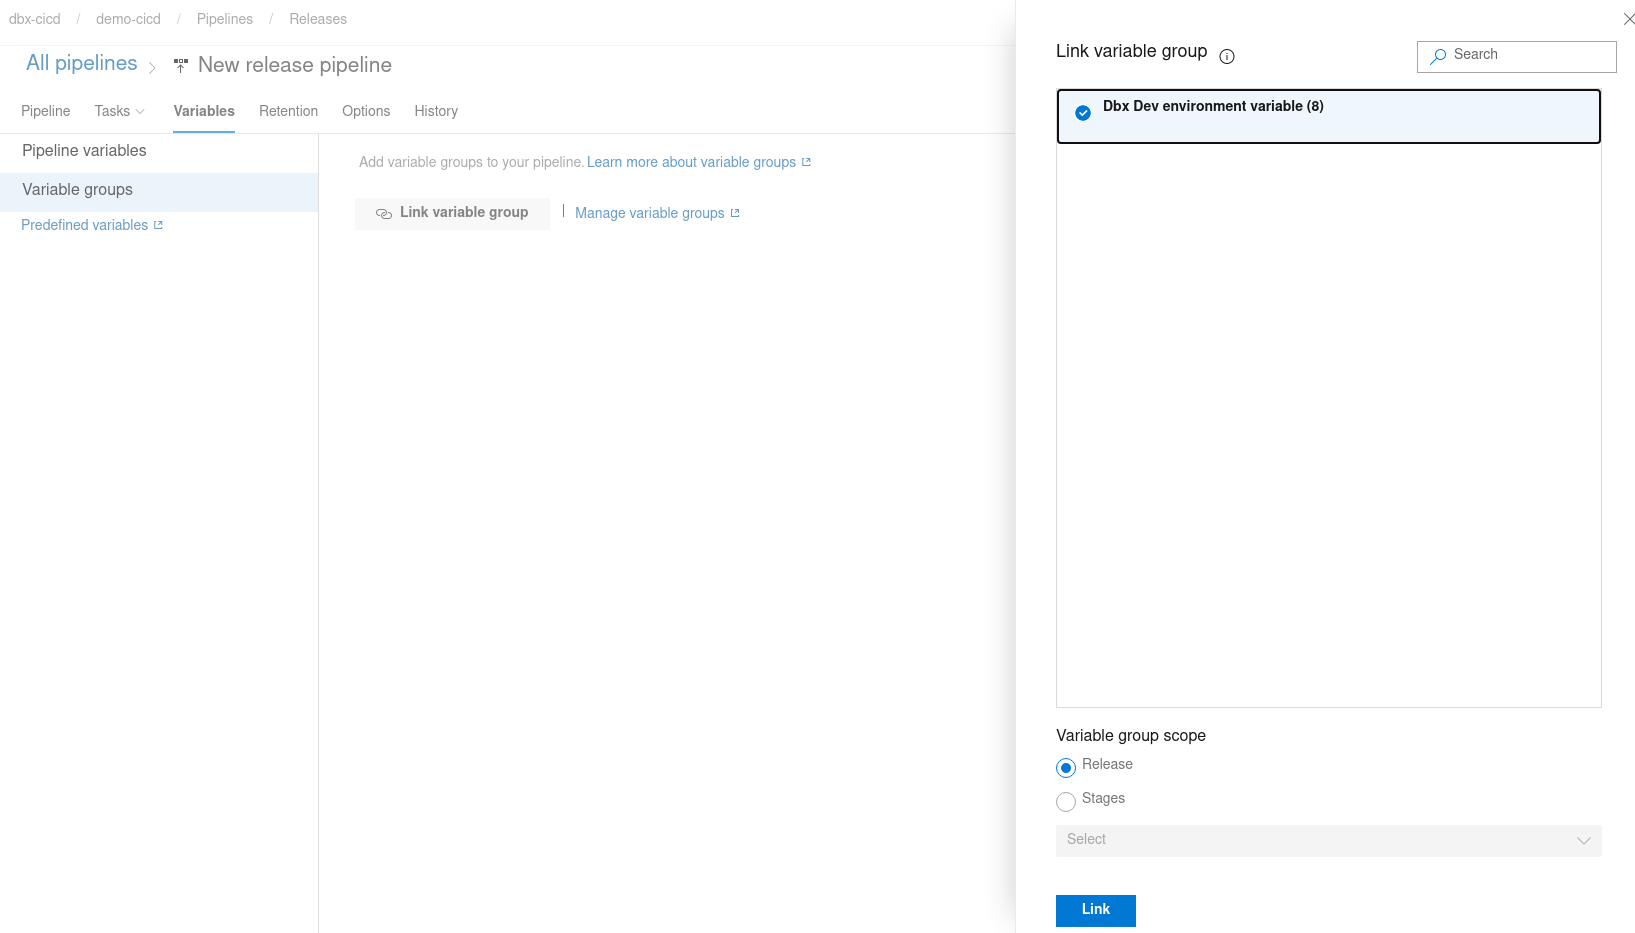 dbx-cicd / demo-cicd / Pipelines / Releases
All pipelines > New release pipeline
Pipeline Tasks Variables Retention Options History
Pipeline variables
Variable groups
Predefined variables
Add variable groups to your pipeline. Learn more about variable groups
Link variable group | Manage variable groups
Link variable group
Search
Dbx Dev environment variable (8)
Variable group scope
Release
Stages
Select
Link